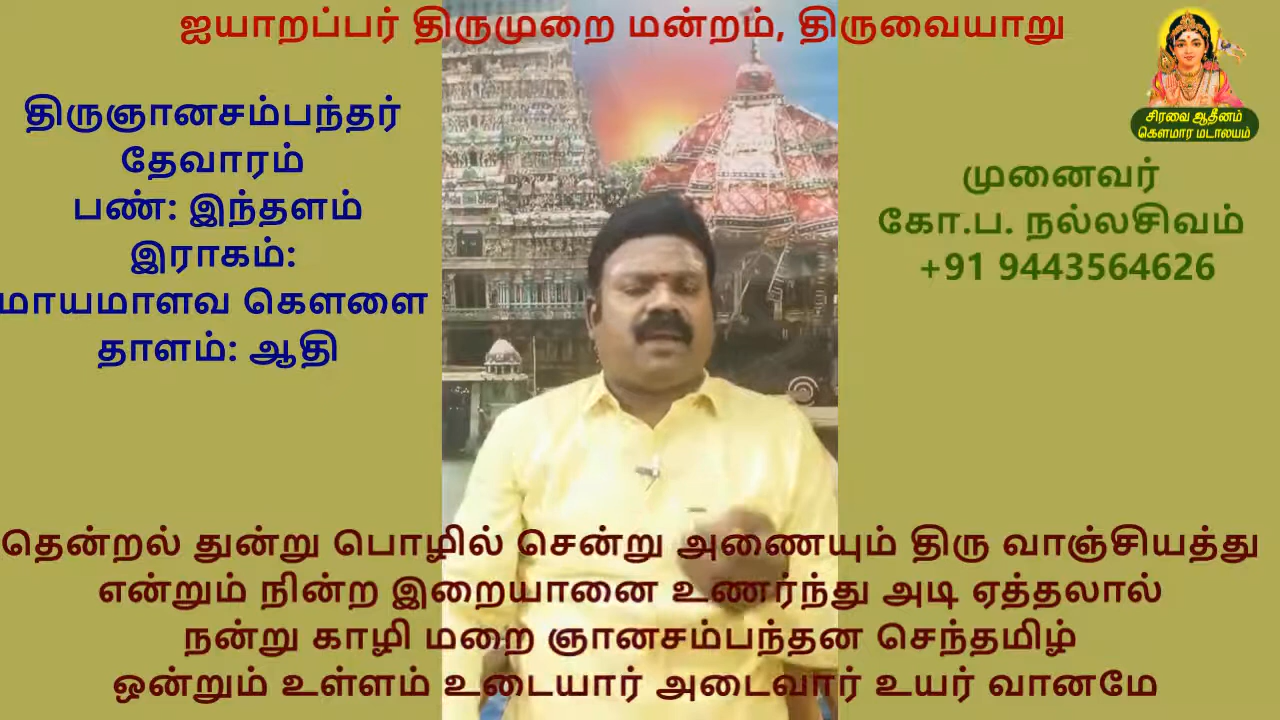 ஐயாறப்பர் திருமுறை மன்றம், திருவையாறு
திருஞானசம்பந்தர்
தேவாரம்
பண்: இந்தளம்
இராகம்:
மாயமாளவ கௌளை
தாளம்: ஆதி
சிரவை ஆதீனம்
கௌமார மடாலயம்
முனைவர்
கோ.ப. நல்லசிவம்
+91 9443564626
தென்றல் துன்று பொழில் சென்று அணையும் திரு வாஞ்சியத்து
என்றும் நின்ற இறையானை உணர்ந்து அடி ஏத்தலால்
நன்று காழி மறை ஞானசம்பந்தன செந்தமிழ்
ஒன்றும் உள்ளம் உடையார் அடைவார் உயர் வானமே